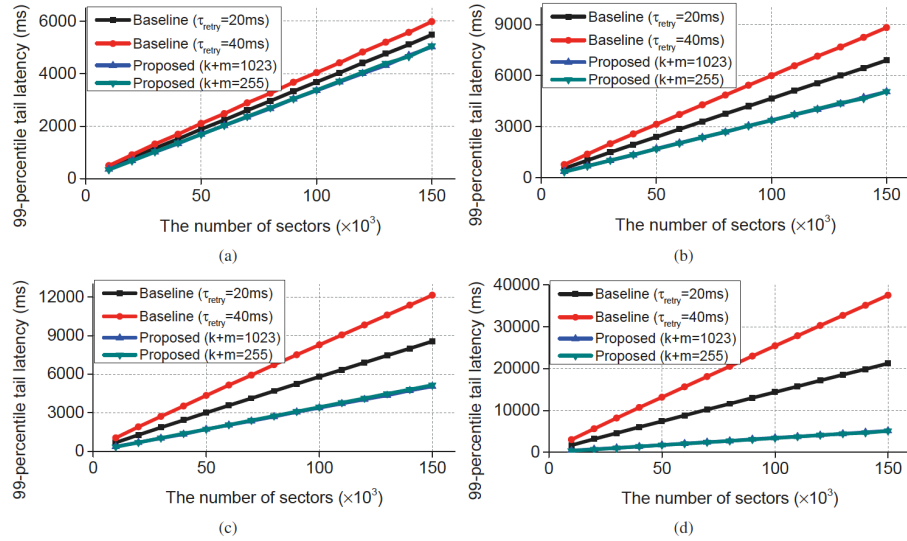 99-percentile tail latency (ms)
6000
4000
2000
0
Baseline (τretry=20ms)
Baseline (τretry=40ms)
Proposed (k+m=1023)
Proposed (k+m=255)
0
50
100
150
The number of sectors (×10³)
(a)
99-percentile tail latency (ms)
9000
6000
3000
0
Baseline (τretry=20ms)
Baseline (τretry=40ms)
Proposed (k+m=1023)
Proposed (k+m=255)
0
50
100
150
The number of sectors (×10³)
(b)
99-percentile tail latency (ms)
12000
9000
6000
3000
0
Baseline (τretry=20ms)
Baseline (τretry=40ms)
Proposed (k+m=1023)
Proposed (k+m=255)
0
50
100
150
The number of sectors (×10³)
(c)
99-percentile tail latency (ms)
40000
30000
20000
10000
0
Baseline (τretry=20ms)
Baseline (τretry=40ms)
Proposed (k+m=1023)
Proposed (k+m=255)
0
50
100
150
The number of sectors (×10³)
(d)